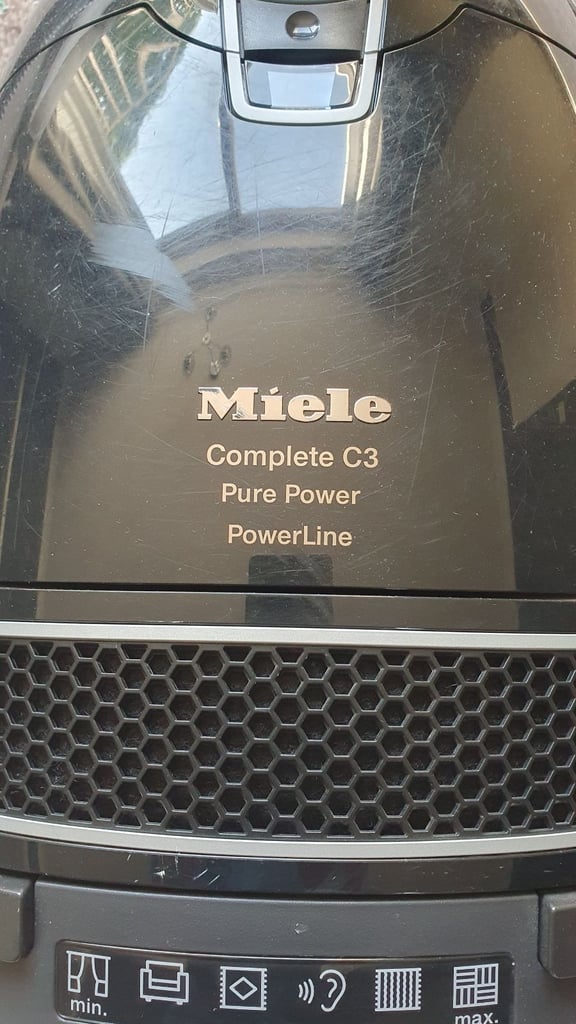 Miele
Complete C3
Pure Power
PowerLine
min.
max.